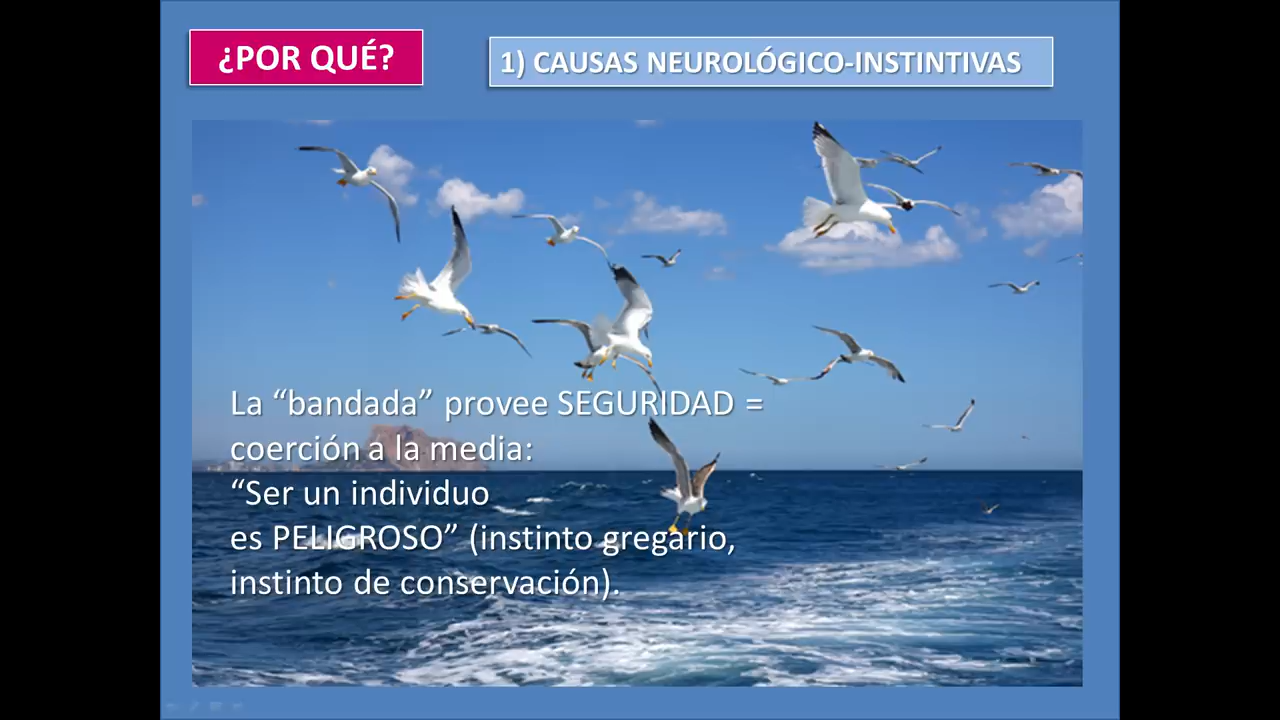 ¿POR QUÉ?
1) CAUSAS NEUROLÓGICO-INSTINTIVAS
La “bandada” provee SEGURIDAD =
coerción a la media:
“Ser un individuo
es PELIGROSO” (instinto gregario,
instinto de conservación).